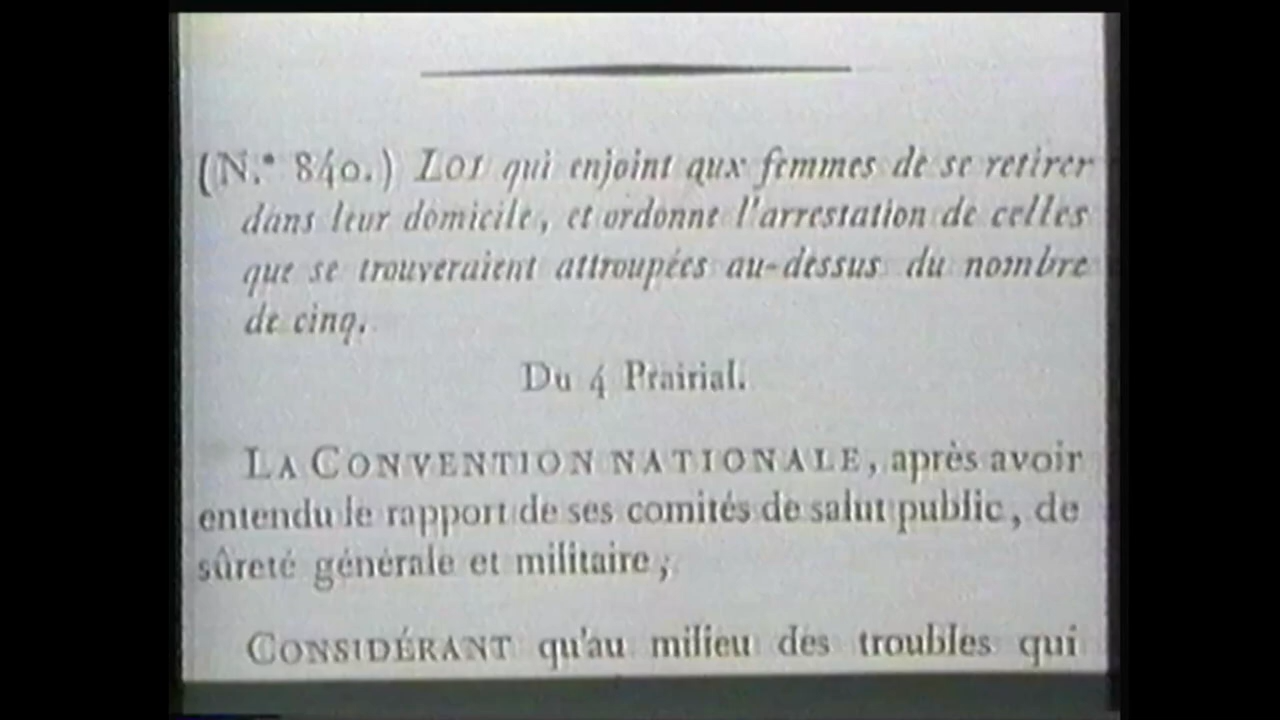 (N.° 840.) LOI qui enjoint aux femmes de se retirer
dans leur domicile, et ordonne l'arrestation de celles
que se trouveraient attroupées au-dessus du nombre
de cinq.
Du 4 Prairial.
LA CONVENTION NATIONALE, après avoir
entendu le rapport de ses comités de salut public, de
sûreté générale et militaire;
CONSIDÉRANT qu'au milieu des troubles qui